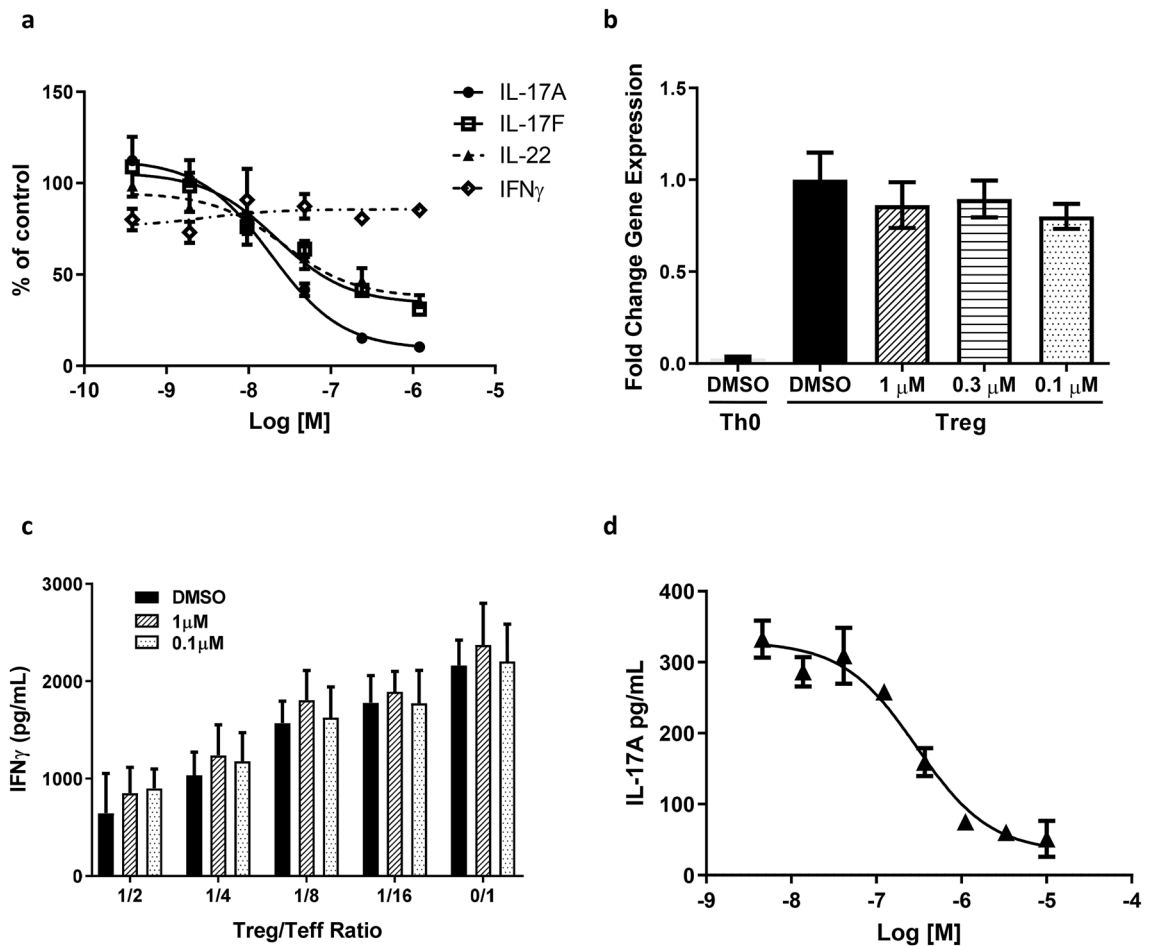 a
150
100
50
0
% of control
-10 -9 -8 -7 -6 -5
Log [M]
IL-17A
IL-17F
IL-22
IFNγ
b
1.5
1.0
0.5
0.0
Fold Change Gene Expression
DMSO DMSO 1 μM 0.3 μM 0.1 μM
Th0 Treg
c
3000
2000
1000
0
IFNγ (pg/mL)
DMSO
1μM
0.1μM
1/2 1/4 1/8 1/16 0/1
Treg/Teff Ratio
d
400
300
200
100
0
IL-17A pg/mL
-9 -8 -7 -6 -5 -4
Log [M]